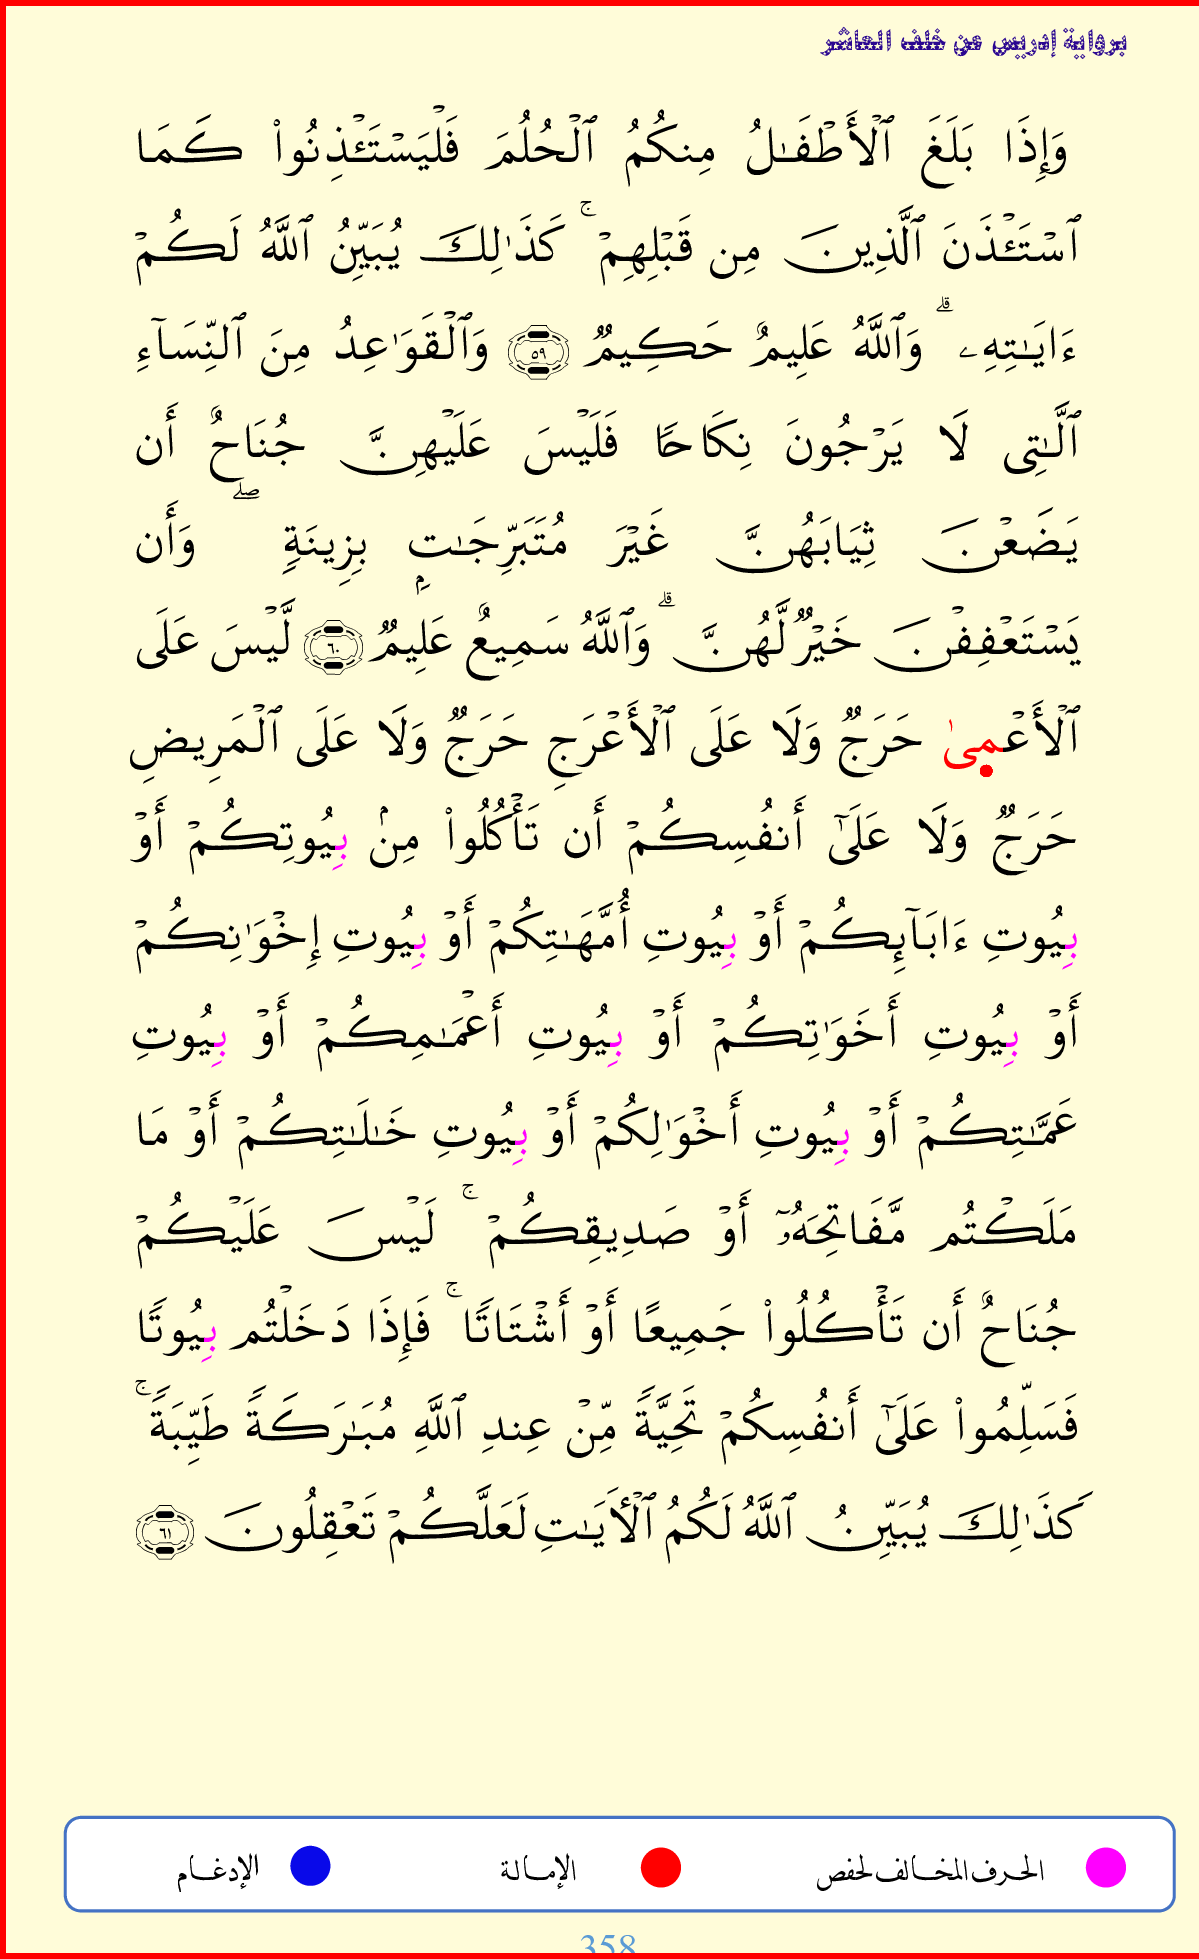 برواية إدريس عن خلف العاشر
وَإِذَا بَلَغَ ٱلْأَطْفَـٰلُ مِنكُمُ ٱلْحُلُمَ فَلْيَسْتَـْٔذِنُوا۟ كَمَا
ٱسْتَـْٔذَنَ ٱلَّذِينَ مِن قَبْلِهِمْ ۚ كَذَٰلِكَ يُبَيِّنُ ٱللَّهُ لَكُمْ
ءَايَـٰتِهِۦ ۗ وَٱللَّهُ عَلِيمٌ حَكِيمٌ ٥٩ وَٱلْقَوَٰعِدُ مِنَ ٱلنِّسَآءِ
ٱلَّـٰتِى لَا يَرْجُونَ نِكَاحًا فَلَيْسَ عَلَيْهِنَّ جُنَاحٌ أَن
يَضَعْنَ ثِيَابَهُنَّ غَيْرَ مُتَبَرِّجَـٰتٍۭ بِزِينَةٍ ۖ وَأَن
يَسْتَعْفِفْنَ خَيْرٌ لَّهُنَّ ۗ وَٱللَّهُ سَمِيعٌ عَلِيمٌ ٦٠ لَّيْسَ عَلَى
ٱلْأَعْمِىٰ حَرَجٌ وَلَا عَلَى ٱلْأَعْرَجِ حَرَجٌ وَلَا عَلَى ٱلْمَرِيضِ
حَرَجٌ وَلَا عَلَىٰٓ أَنفُسِكُمْ أَن تَأْكُلُوا۟ مِنۢ بِيُوتِكُمْ أَوْ
بِيُوتِ ءَابَآئِكُمْ أَوْ بِيُوتِ أُمَّهَـٰتِكُمْ أَوْ بِيُوتِ إِخْوَٰنِكُمْ
أَوْ بِيُوتِ أَخَوَٰتِكُمْ أَوْ بِيُوتِ أَعْمَـٰمِكُمْ أَوْ بِيُوتِ
عَمَّـٰتِكُمْ أَوْ بِيُوتِ أَخْوَٰلِكُمْ أَوْ بِيُوتِ خَـٰلَـٰتِكُمْ أَوْ مَا
مَلَكْتُم مَّفَاتِحَهُۥٓ أَوْ صَدِيقِكُمْ ۚ لَيْسَ عَلَيْكُمْ
جُنَاحٌ أَن تَأْكُلُوا۟ جَمِيعًا أَوْ أَشْتَاتًا ۚ فَإِذَا دَخَلْتُم بِيُوتًا
فَسَلِّمُوا۟ عَلَىٰٓ أَنفُسِكُمْ تَحِيَّةً مِّنْ عِندِ ٱللَّهِ مُبَـٰرَكَةً طَيِّبَةً ۚ
كَذَٰلِكَ يُبَيِّنُ ٱللَّهُ لَكُمُ ٱلْـَٔايَـٰتِ لَعَلَّكُمْ تَعْقِلُونَ ٦١
الحرف المخالف لحفص الإمالة الإدغام
358